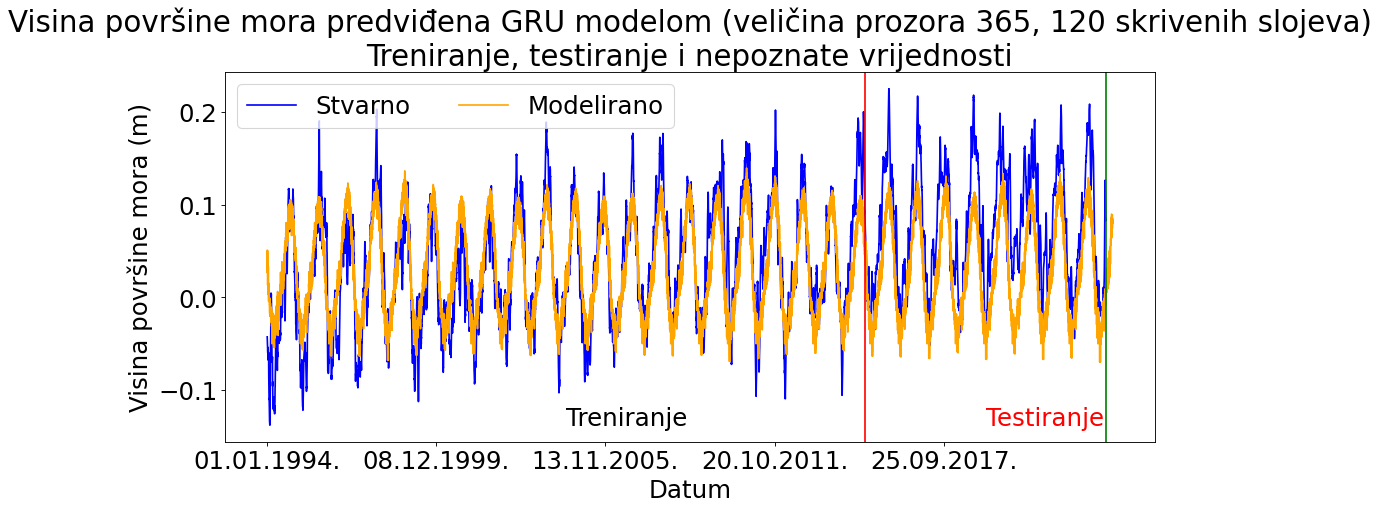 Visina površine mora predviđena GRU modelom (veličina prozora 365, 120 skrivenih slojeva)
Treniranje, testiranje i nepoznate vrijednosti
Stvarno
Modelirano
Visina površine mora (m)
0.2
0.1
0.0
−0.1
Treniranje
Testiranje
01.01.1994.
08.12.1999.
13.11.2005.
20.10.2011.
25.09.2017.
Datum